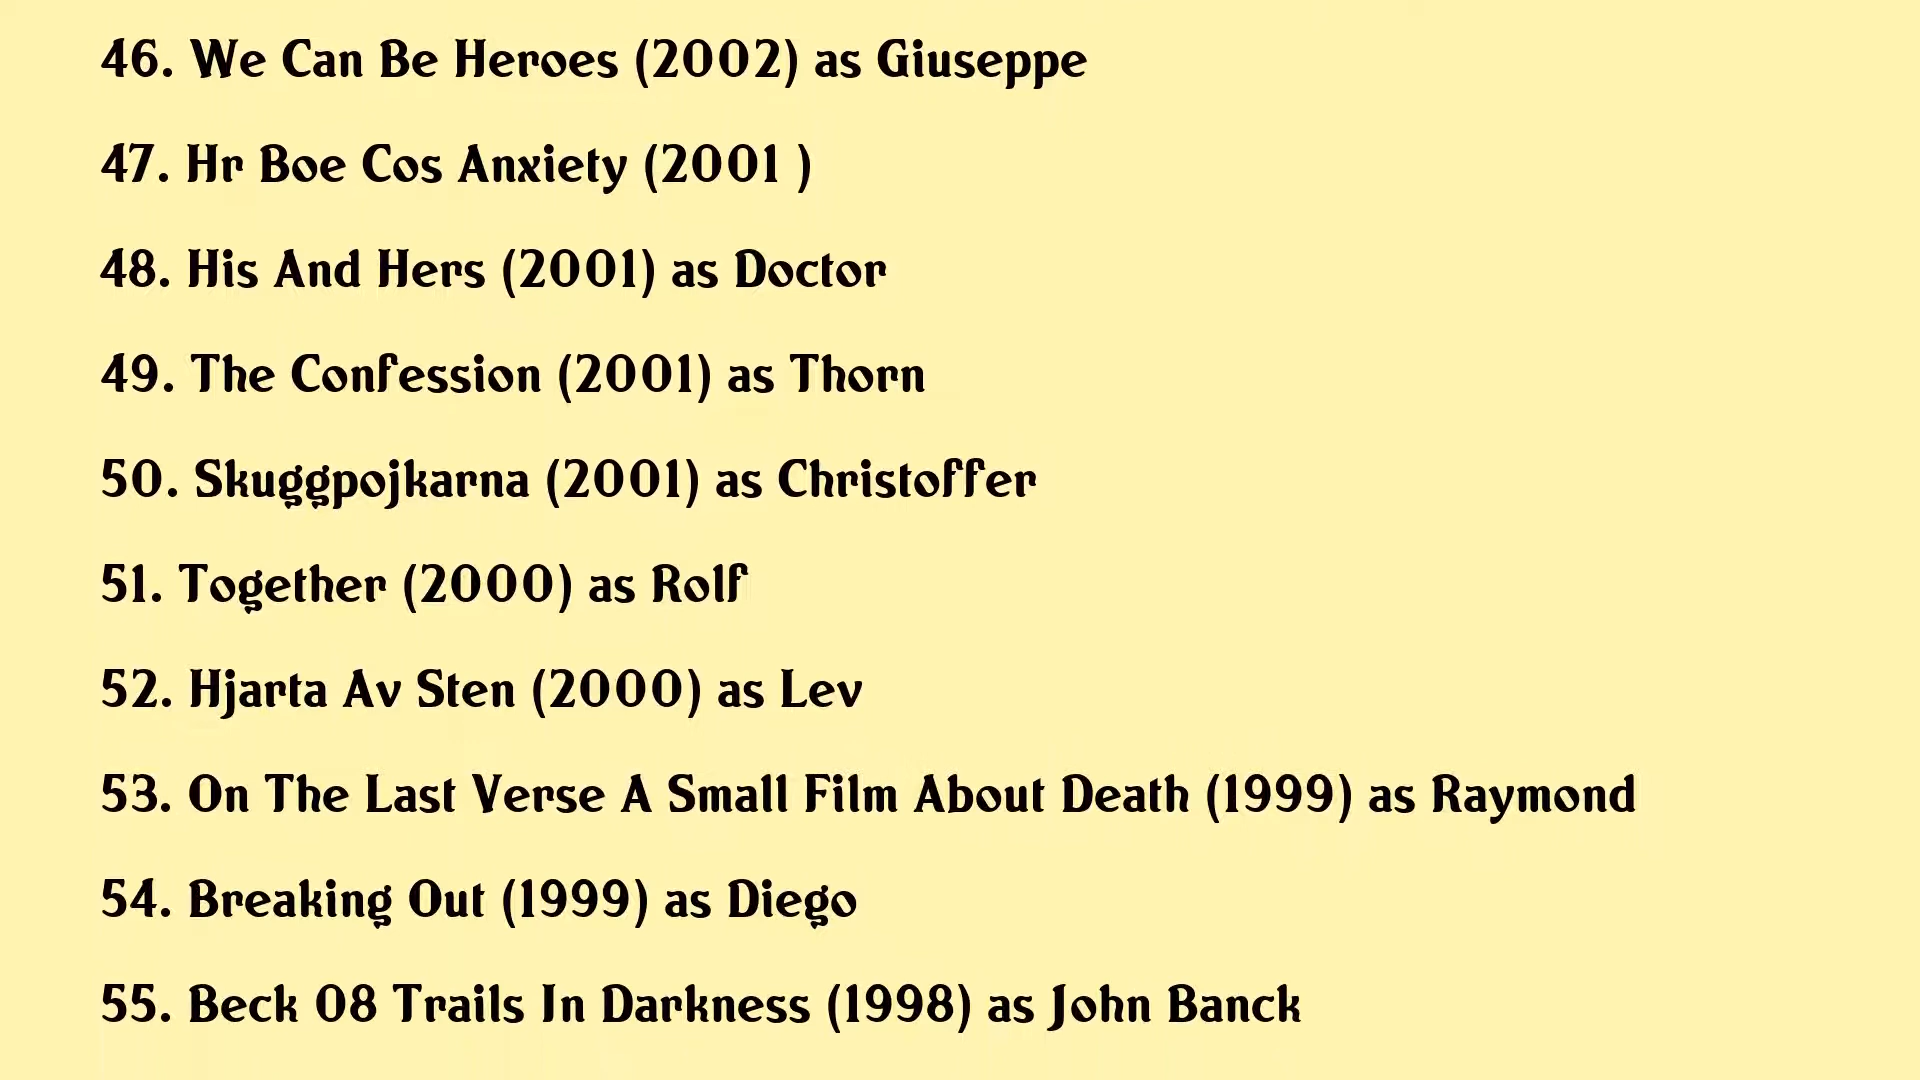 46. We Can Be Heroes (2002) as Giuseppe
47. Hr Boe Cos Anxiety (2001 )
48. His And Hers (2001) as Doctor
49. The Confession (2001) as Thorn
50. Skuggpojkarna (2001) as Christoffer
51. Together (2000) as Rolf
52. Hjarta Av Sten (2000) as Lev
53. On The Last Verse A Small Film About Death (1999) as Raymond
54. Breaking Out (1999) as Diego
55. Beck 08 Trails In Darkness (1998) as John Banck